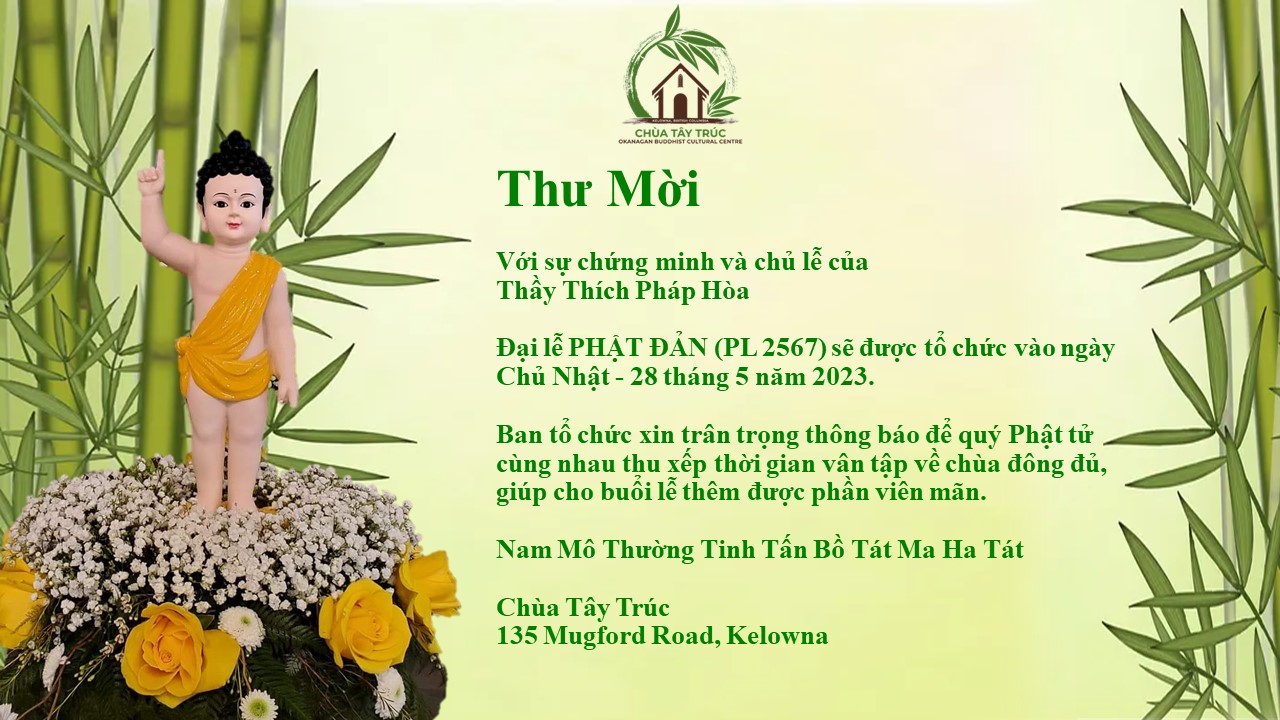 KELOWNA, BRITISH COLUMBIA
CHÙA TÂY TRÚC
OKANAGAN BUDDHIST CULTURAL CENTRE
Thư Mời
Với sự chứng minh và chủ lễ của
Thầy Thích Pháp Hòa
Đại lễ PHẬT ĐẢN (PL 2567) sẽ được tổ chức vào ngày
Chủ Nhật - 28 tháng 5 năm 2023.
Ban tổ chức xin trân trọng thông báo để quý Phật tử
cùng nhau thu xếp thời gian vân tập về chùa đông đủ,
giúp cho buổi lễ thêm được phần viên mãn.
Nam Mô Thường Tinh Tấn Bồ Tát Ma Ha Tát
Chùa Tây Trúc
135 Mugford Road, Kelowna